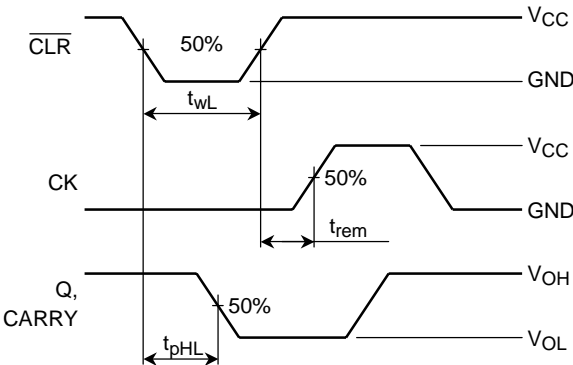 VCC
CLR
50%
GND
twL
VCC
CK
50%
GND
trem
VOH
Q,
50%
CARRY
tpHL
VOL